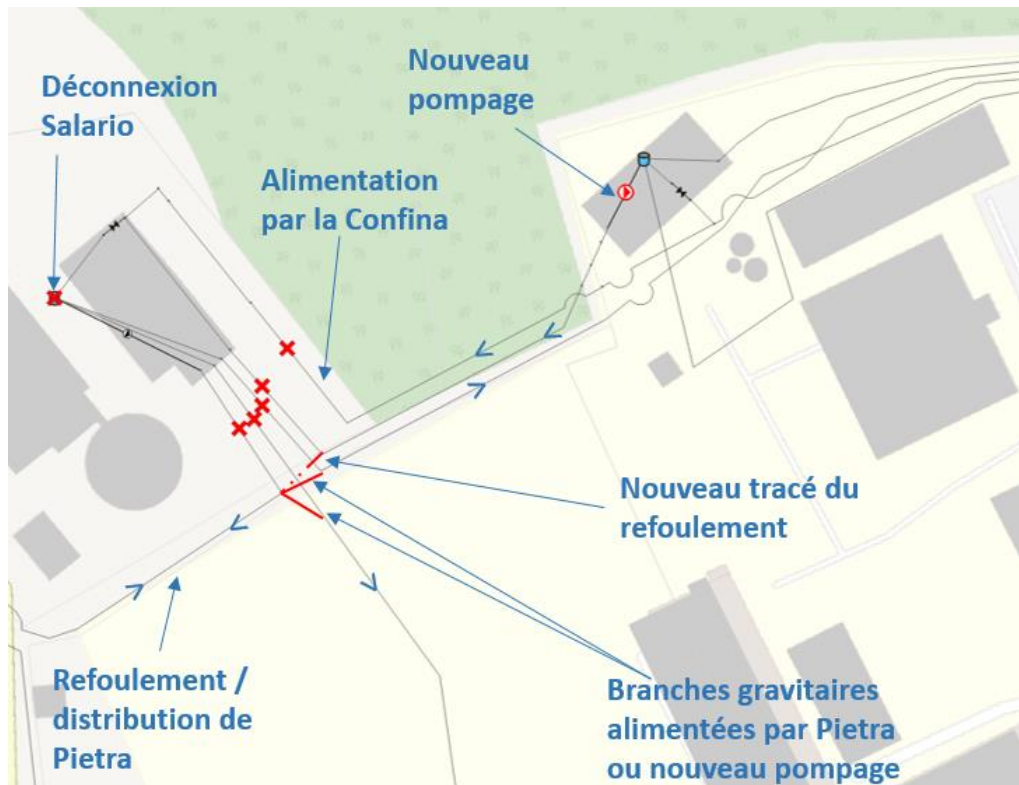 Déconnexion
Salario
Nouveau
pompage
Alimentation
par la Confina
Nouveau tracé du
refoulement
Refoulement /
distribution de
Pietra
Branches gravitaires
alimentées par Pietra
ou nouveau pompage